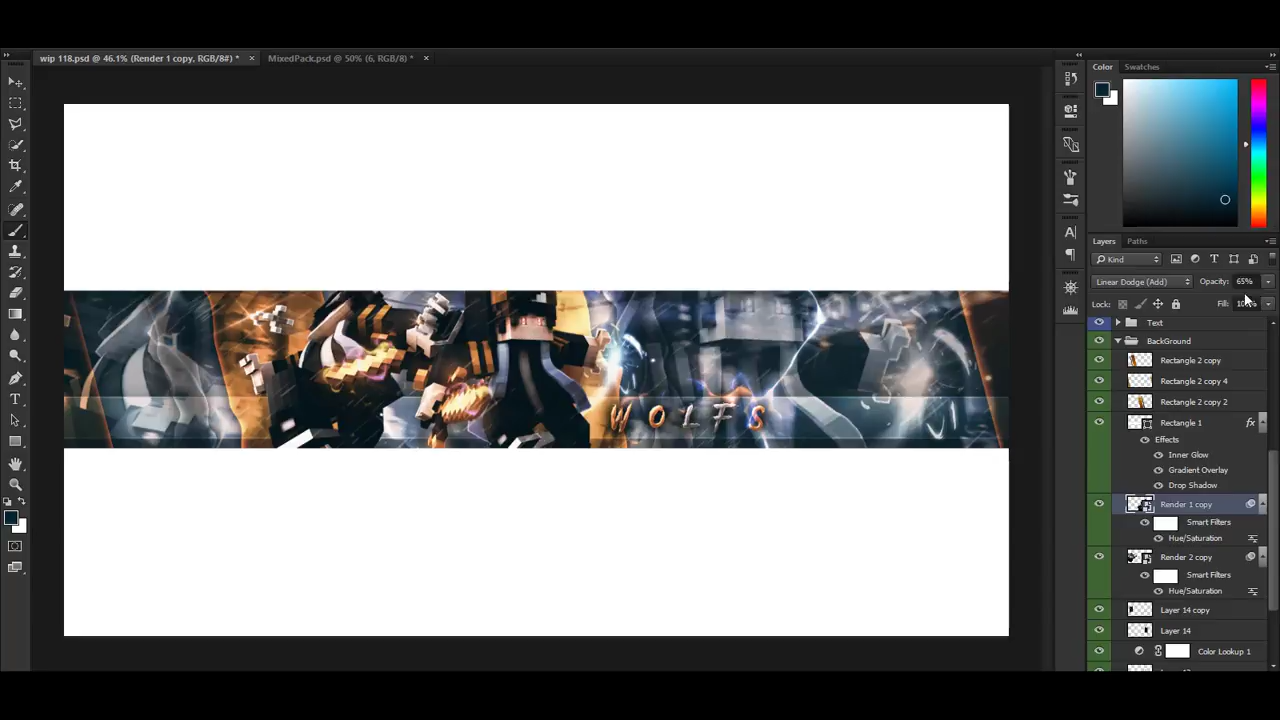 wip 118.psd @ 46.1% (Render 1 copy, RGB/8#) *
MixedPack.psd @ 50% (6, RGB/8) *
Color
Swatches
Layers
Paths
Kind
Linear Dodge (Add)
Opacity: 65%
Lock:
Fill:
Text
BackGround
Rectangle 2 copy
Rectangle 2 copy 4
Rectangle 2 copy 2
Rectangle 1
fx
Effects
Inner Glow
Gradient Overlay
Drop Shadow
Render 1 copy
Smart Filters
Hue/Saturation
Render 2 copy
Smart Filters
Hue/Saturation
Layer 14 copy
Layer 14
Color Lookup 1
WOLFS